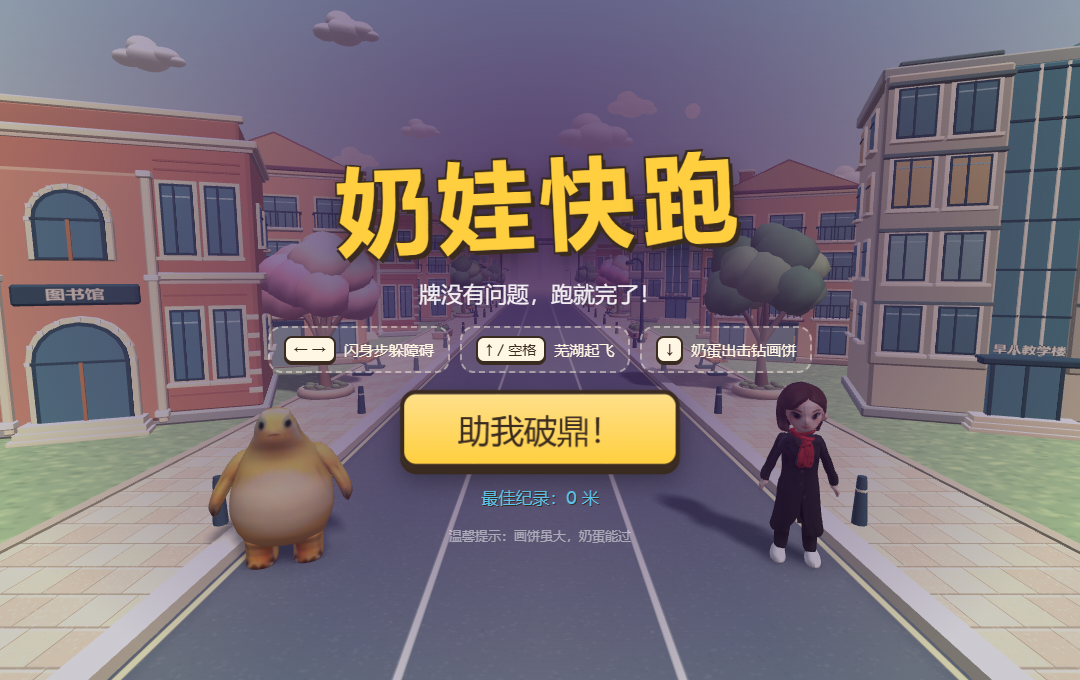 奶娃快跑
图书馆
牌没有问题，跑就完了！
←→ 闪身步躲障碍
↑ / 空格 芜湖起飞
↓ 奶蛋出击钻画饼
早八教学楼
助我破鼎！
最佳纪录：0 米
温馨提示：画饼虽大，奶蛋能过